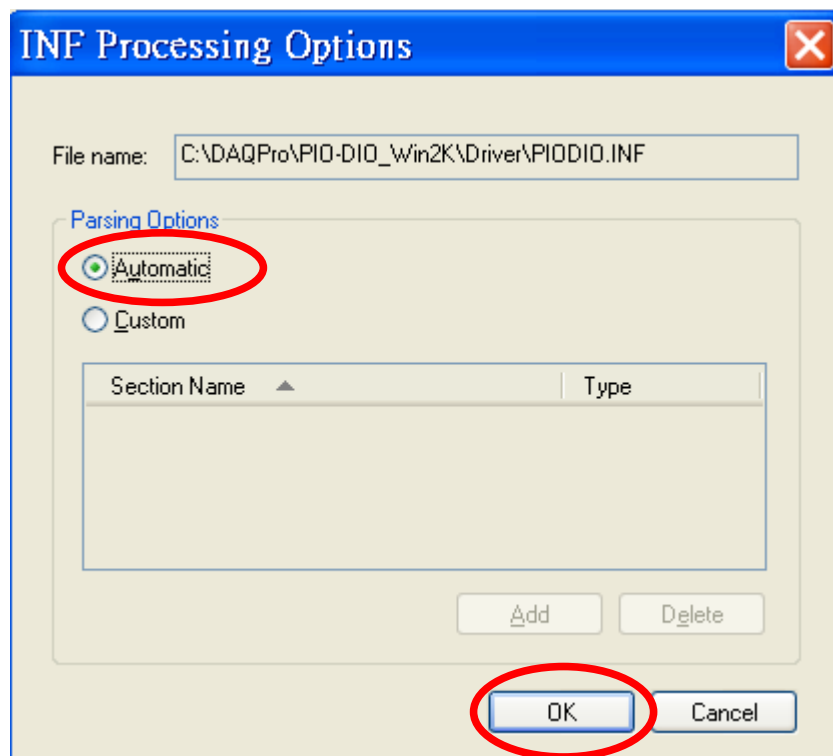 INF Processing Options
File name: C:\DAQPro\PIO-DIO_Win2K\Driver\PIODIO.INF
Parsing Options
Automatic
Custom
Section Name Type
Add Delete
OK Cancel